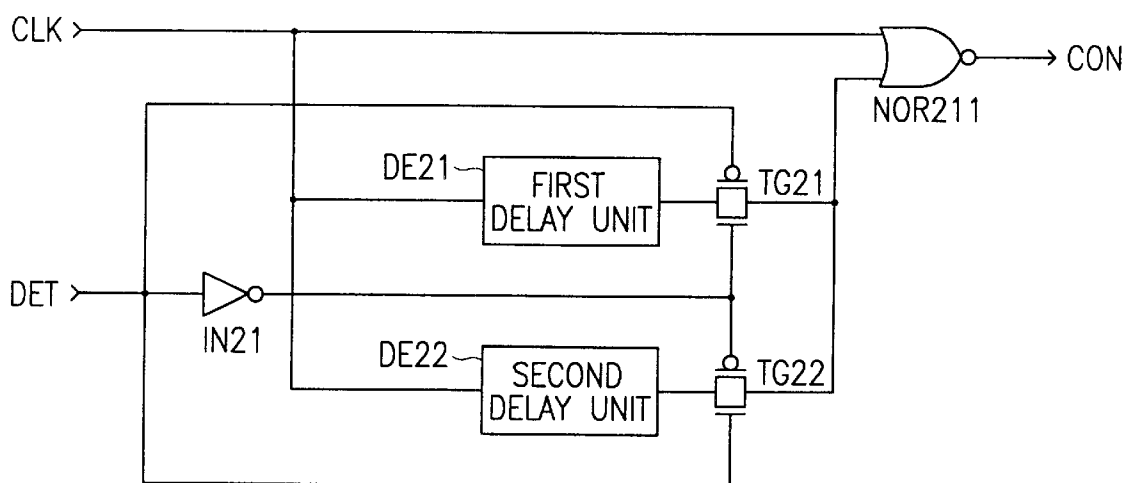 CLK
CON
NOR211
DE21
FIRST
DELAY UNIT
TG21
DET
IN21
DE22
SECOND
DELAY UNIT
TG22